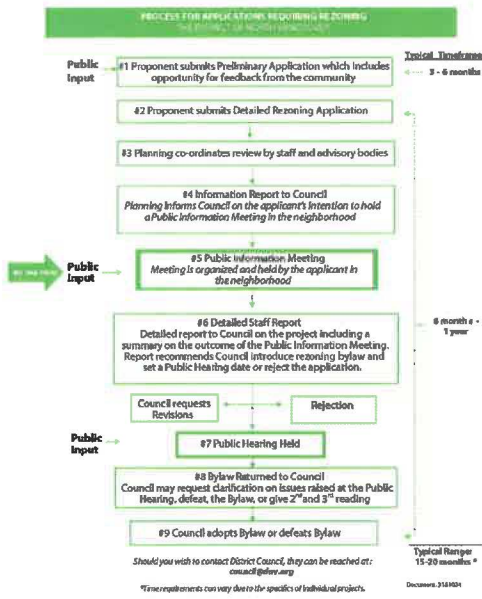 PROCESS FOR APPLICATIONS REQUIRING REZONING
THE DISTRICT OF NORTH VANCOUVER
Public
Input
#1 Proponent submits Preliminary Application which includes
opportunity for feedback from the community
Typical Timeframe
3 - 6 months
#2 Proponent submits Detailed Rezoning Application
#3 Planning co-ordinates review by staff and advisory bodies
#4 Information Report to Council
Planning informs Council on the applicant's intention to hold
a Public Information Meeting in the neighborhood
WE ARE HERE
Public
Input
#5 Public Information Meeting
Meeting is organized and held by the applicant in
the neighborhood
#6 Detailed Staff Report
Detailed report to Council on the project including a
summary on the outcome of the Public Information Meeting.
Report recommends Council introduce rezoning bylaw and
set a Public Hearing date or reject the application.
6 months -
1 year
Council requests
Revisions
Rejection
Public
Input
#7 Public Hearing Held
#8 Bylaw Returned to Council
Council may request clarification on issues raised at the Public
Hearing, defeat, the Bylaw, or give 2nd and 3rd reading
#9 Council adopts Bylaw or defeats Bylaw
Typical Range:
15-20 months *
Should you wish to contact District Council, they can be reached at:
council@dnv.org
*Time requirements can vary due to the specifics of individual projects.
Document: